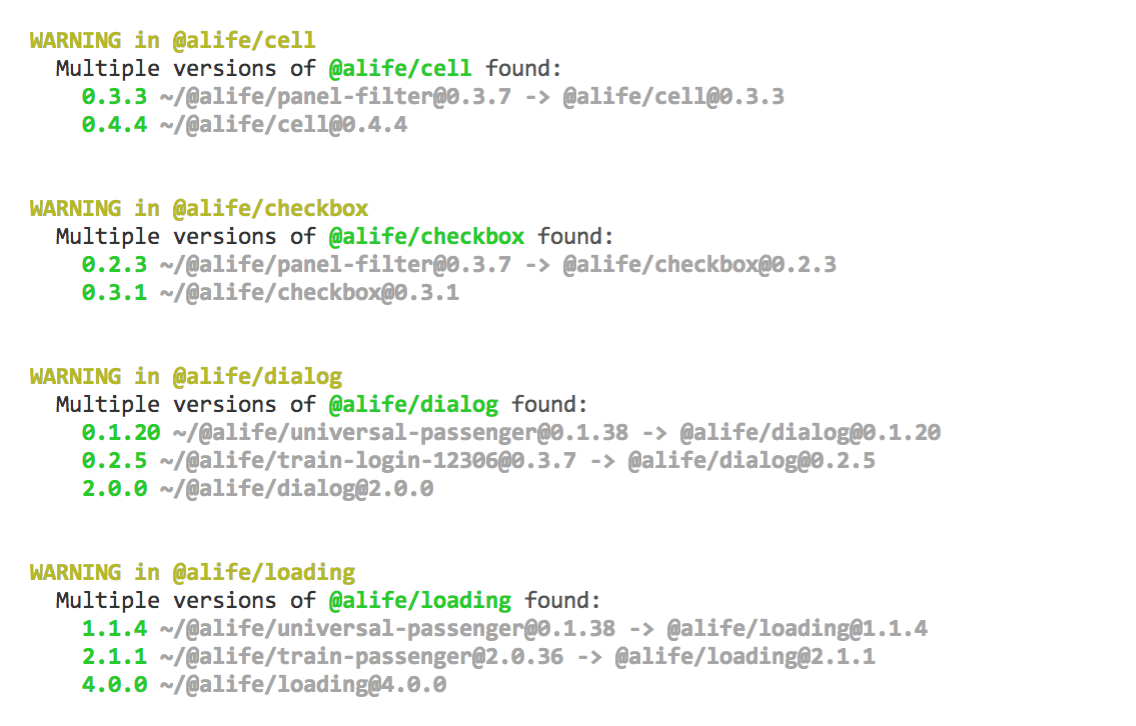 WARNING in @alife/cell
Multiple versions of @alife/cell found:
0.3.3 ~/@alife/panel-filter@0.3.7 -> @alife/cell@0.3.3
0.4.4 ~/@alife/cell@0.4.4
WARNING in @alife/checkbox
Multiple versions of @alife/checkbox found:
0.2.3 ~/@alife/panel-filter@0.3.7 -> @alife/checkbox@0.2.3
0.3.1 ~/@alife/checkbox@0.3.1
WARNING in @alife/dialog
Multiple versions of @alife/dialog found:
0.1.20 ~/@alife/universal-passenger@0.1.38 -> @alife/dialog@0.1.20
0.2.5 ~/@alife/train-login-12306@0.3.7 -> @alife/dialog@0.2.5
2.0.0 ~/@alife/dialog@2.0.0
WARNING in @alife/loading
Multiple versions of @alife/loading found:
1.1.4 ~/@alife/universal-passenger@0.1.38 -> @alife/loading@1.1.4
2.1.1 ~/@alife/train-passenger@2.0.36 -> @alife/loading@2.1.1
4.0.0 ~/@alife/loading@4.0.0